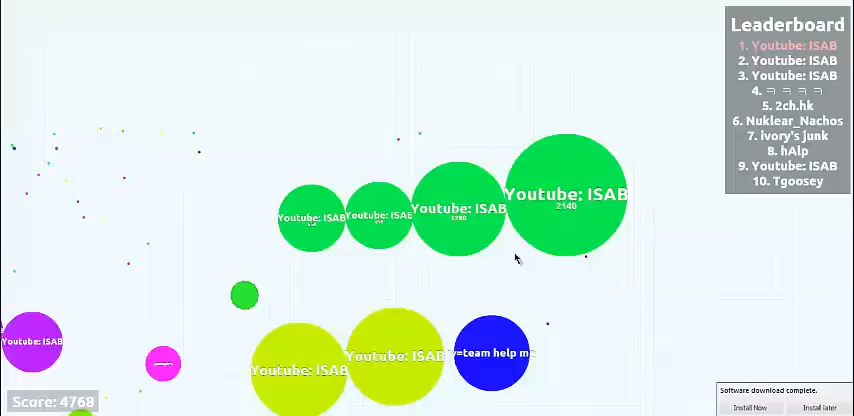 Leaderboard
1. Youtube: ISAB
2. Youtube: ISAB
3. Youtube: ISAB
4. ㅋ ㅋ ㅋ ㅋ
5. 2ch.hk
6. Nuklear_Nachos
7. ivory's junk
8. hAlp
9. Youtube: ISAB
10. Tgoosey
Youtube: ISAB
2140
Youtube: ISAB
1280
Youtube: ISAB
Youtube: ISAB
Youtube: ISAB
Youtube: ISAB
Youtube: ISAB
=team help me
Score: 4768
Software download complete.
Install Now
Install later